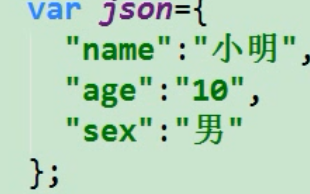 var json={
"name":"小明",
"age":"10",
"sex":"男"
};